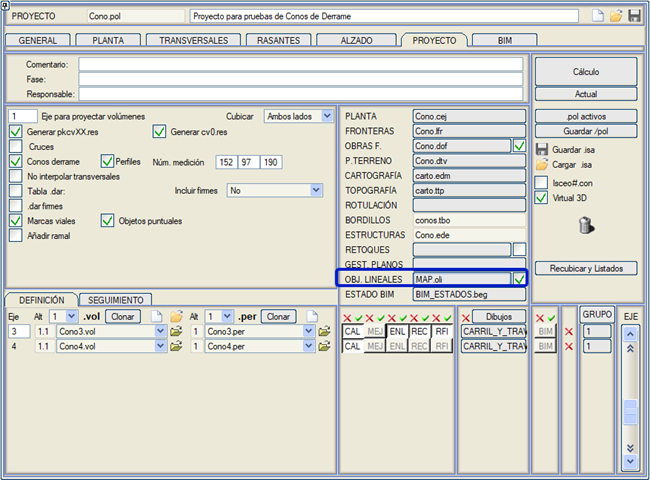 PROYECTO Cono.pol Proyecto para pruebas de Conos de Derrame
GENERAL PLANTA TRANSVERSALES RASANTES ALZADO PROYECTO BIM
Comentario:
Fase:
Responsable:
Cálculo
Actual
.pol activos
Guardar /pol
Guardar .isa
Cargar .isa
Isceo#.con
Virtual 3D
Recubicar y Listados
1 Eje para proyectar volúmenes Cubicar Ambos lados
Generar pkcvXX.res Generar cv0.res
Cruces
Conos derrame Perfiles Núm. medición 152 97 190
No interpolar transversales
Tabla .dar: Incluir firmes No
.dar firmes
Marcas viales Objetos puntuales
Añadir ramal
PLANTA Cono.cej
FRONTERAS Cono.lfr
OBRAS F. Cono.dof
P.TERRENO Cono.dtv
CARTOGRAFÍA carto.edm
TOPOGRAFÍA carto.ttp
ROTULACIÓN
BORDILLOS conos.tbo
ESTRUCTURAS Cono.ede
RETOQUES
GEST. PLANOS
OBJ. LINEALES MAP.oli
ESTADO BIM BIM_ESTADOS.beg
DEFINICIÓN SEGUIMIENTO
Eje Alt 1 .vol Clonar Alt 1 .per Clonar Dibujos GRUPO EJE
3 1.1 Cono3.vol 1 Cono3.per CAL MEJ ENL REC RFI CARRIL_Y_TRAV BIM 1
4 1.1 Cono4.vol 1 Cono4.per CAL MEJ ENL REC RFI CARRIL_Y_TRAV BIM 1